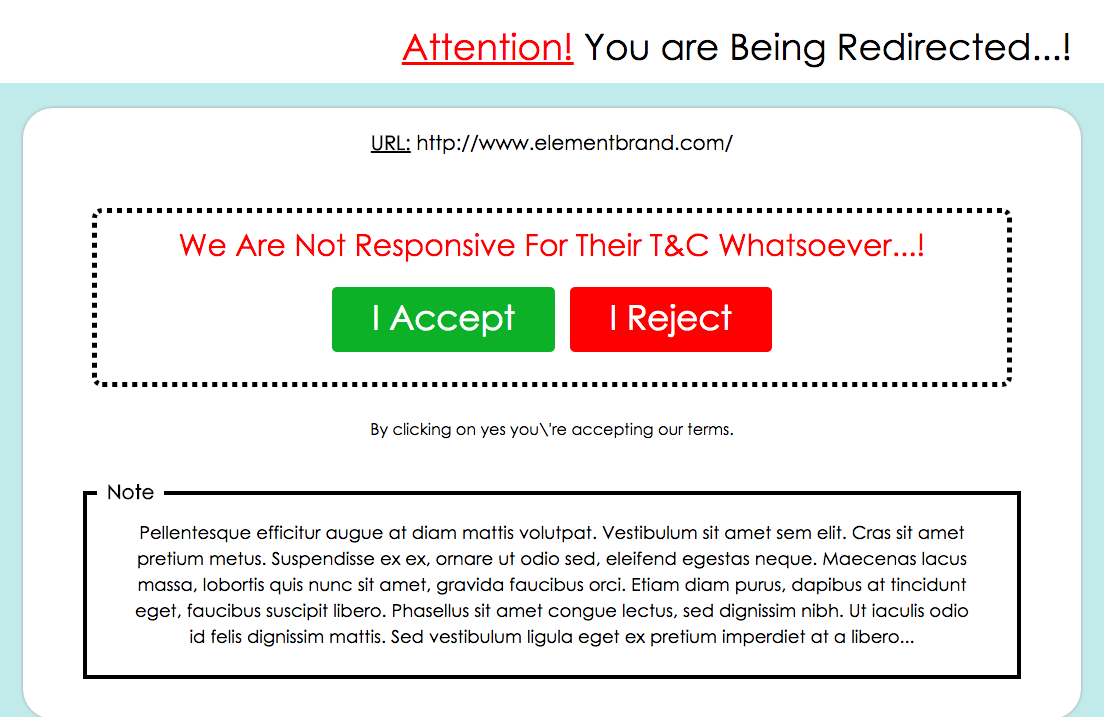 Attention! You are Being Redirected...!
URL: http://www.elementbrand.com/
We Are Not Responsive For Their T&C Whatsoever...!
I Accept
I Reject
By clicking on yes you\'re accepting our terms.
Note
Pellentesque efficitur augue at diam mattis volutpat. Vestibulum sit amet sem elit. Cras sit amet
pretium metus. Suspendisse ex ex, ornare ut odio sed, eleifend egestas neque. Maecenas lacus
massa, lobortis quis nunc sit amet, gravida faucibus orci. Etiam diam purus, dapibus at tincidunt
eget, faucibus suscipit libero. Phasellus sit amet congue lectus, sed dignissim nibh. Ut iaculis odio
id felis dignissim mattis. Sed vestibulum ligula eget ex pretium imperdiet at a libero...